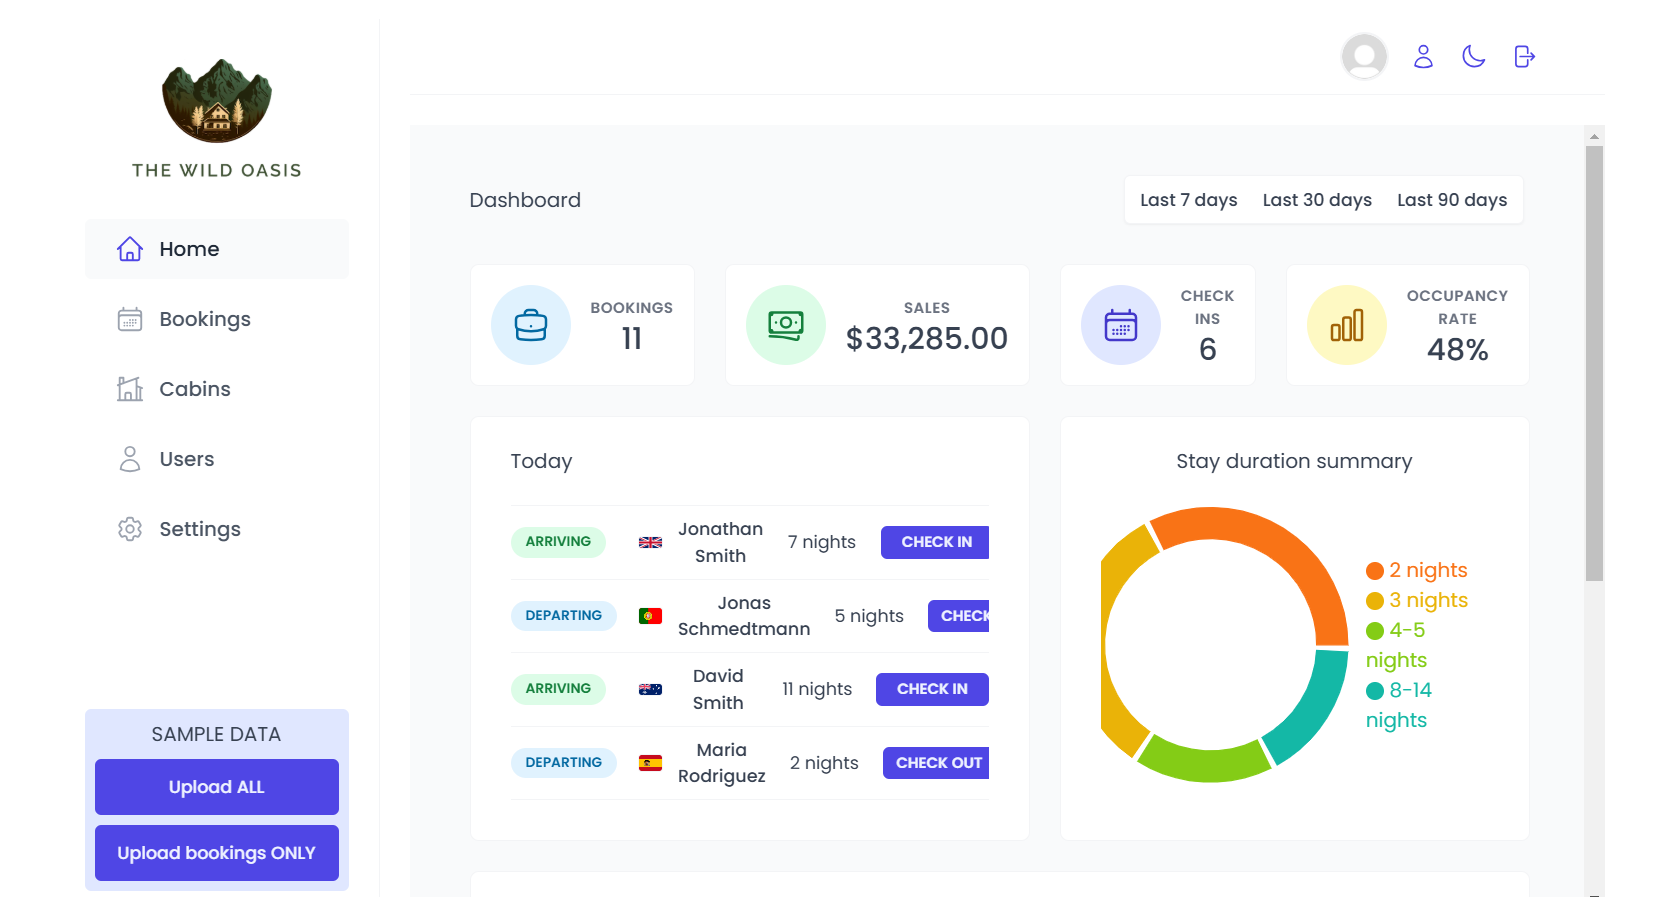 THE WILD OASIS
Home
Bookings
Cabins
Users
Settings
SAMPLE DATA
Upload ALL
Upload bookings ONLY
Dashboard
Last 7 days Last 30 days Last 90 days
BOOKINGS
11
SALES
$33,285.00
CHECK
INS
6
OCCUPANCY
RATE
48%
Today
ARRIVING Jonathan Smith 7 nights CHECK IN
DEPARTING Jonas Schmedtmann 5 nights CHECK
ARRIVING David Smith 11 nights CHECK IN
DEPARTING Maria Rodriguez 2 nights CHECK OUT
Stay duration summary
2 nights
3 nights
4-5
nights
8-14
nights